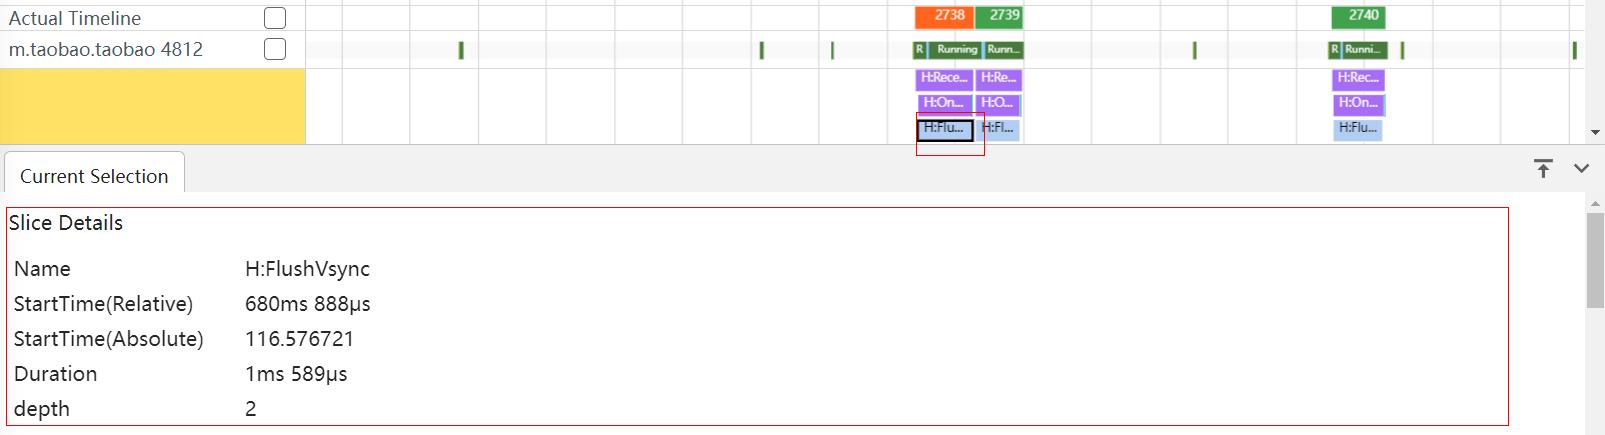 Actual Timeline 2738 2739 2740
m.taobao.taobao 4812 R Running Runn... R Runni...
H:Rece... H:Re... H:Rec...
H:On... H:O... H:On...
H:Flu... H:Fl... H:Flu...
Current Selection
Slice Details
Name H:FlushVsync
StartTime(Relative) 680ms 888μs
StartTime(Absolute) 116.576721
Duration 1ms 589μs
depth 2